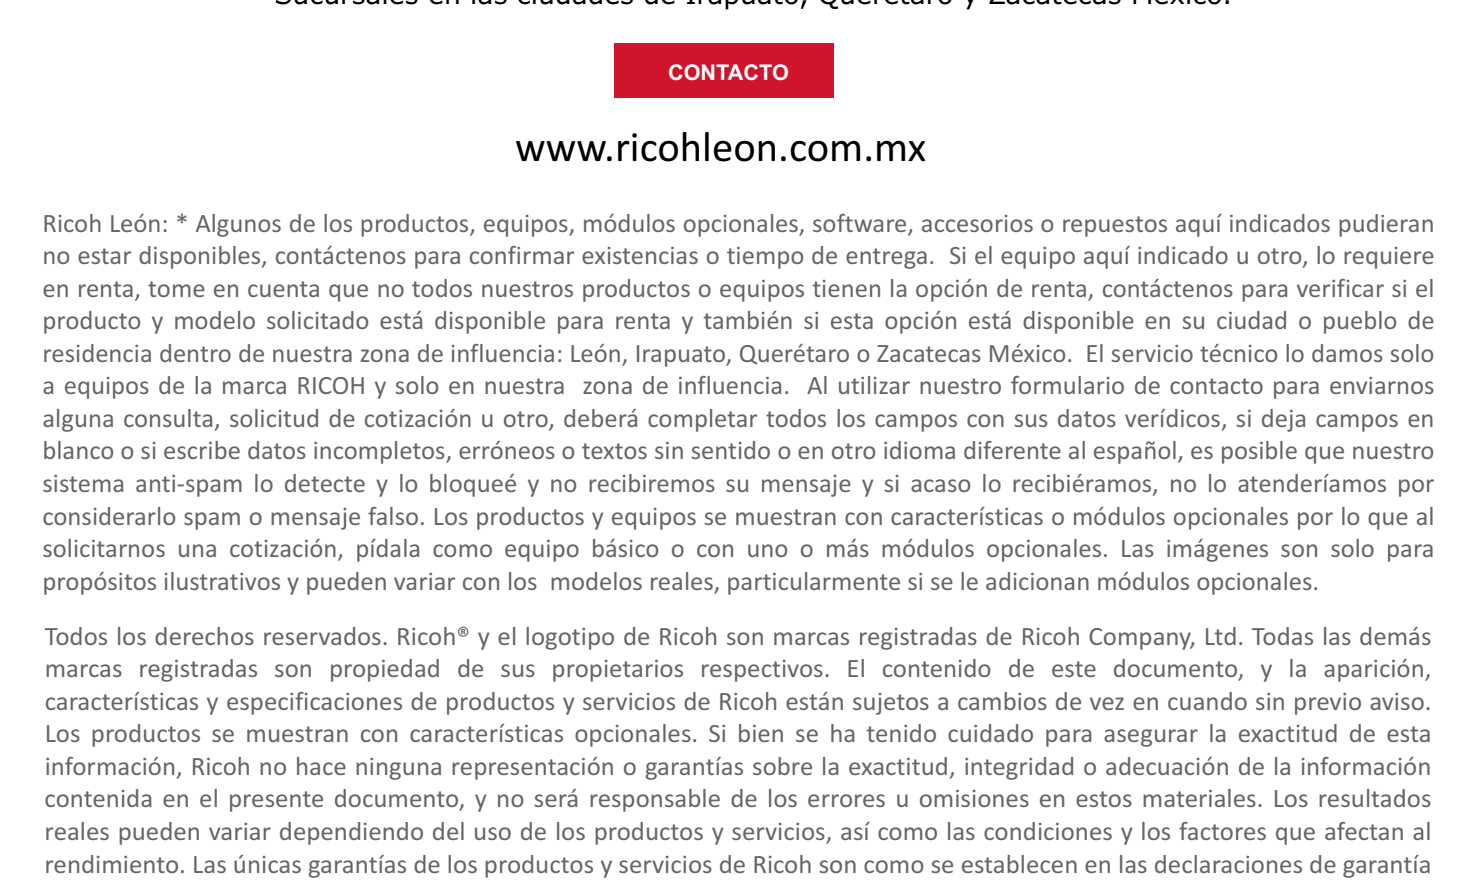 Sucursales en las ciudades de Irapuato, Querétaro y Zacatecas México.
CONTACTO
www.ricohleon.com.mx
Ricoh León: * Algunos de los productos, equipos, módulos opcionales, software, accesorios o repuestos aquí indicados pudieran
no estar disponibles, contáctenos para confirmar existencias o tiempo de entrega.  Si el equipo aquí indicado u otro, lo requiere
en renta, tome en cuenta que no todos nuestros productos o equipos tienen la opción de renta, contáctenos para verificar si el
producto y modelo solicitado está disponible para renta y también si esta opción está disponible en su ciudad o pueblo de
residencia dentro de nuestra zona de influencia: León, Irapuato, Querétaro o Zacatecas México.  El servicio técnico lo damos solo
a equipos de la marca RICOH y solo en nuestra  zona de influencia.  Al utilizar nuestro formulario de contacto para enviarnos
alguna consulta, solicitud de cotización u otro, deberá completar todos los campos con sus datos verídicos, si deja campos en
blanco o si escribe datos incompletos, erróneos o textos sin sentido o en otro idioma diferente al español, es posible que nuestro
sistema anti-spam lo detecte y lo bloqueé y no recibiremos su mensaje y si acaso lo recibiéramos, no lo atenderíamos por
considerarlo spam o mensaje falso. Los productos y equipos se muestran con características o módulos opcionales por lo que al
solicitarnos una cotización, pídala como equipo básico o con uno o más módulos opcionales. Las imágenes son solo para
propósitos ilustrativos y pueden variar con los  modelos reales, particularmente si se le adicionan módulos opcionales.
Todos los derechos reservados. Ricoh® y el logotipo de Ricoh son marcas registradas de Ricoh Company, Ltd. Todas las demás
marcas registradas son propiedad de sus propietarios respectivos. El contenido de este documento, y la aparición,
características y especificaciones de productos y servicios de Ricoh están sujetos a cambios de vez en cuando sin previo aviso.
Los productos se muestran con características opcionales. Si bien se ha tenido cuidado para asegurar la exactitud de esta
información, Ricoh no hace ninguna representación o garantías sobre la exactitud, integridad o adecuación de la información
contenida en el presente documento, y no será responsable de los errores u omisiones en estos materiales. Los resultados
reales pueden variar dependiendo del uso de los productos y servicios, así como las condiciones y los factores que afectan al
rendimiento. Las únicas garantías de los productos y servicios de Ricoh son como se establecen en las declaraciones de garantía